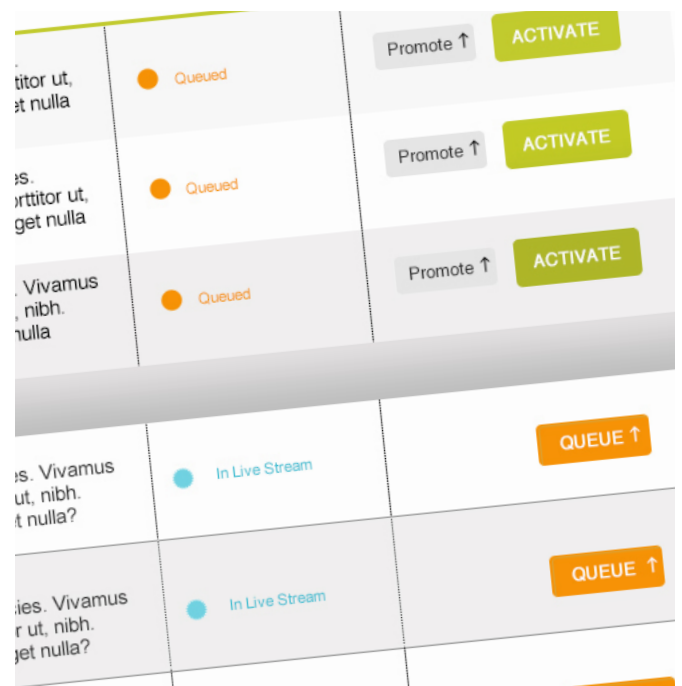 titor ut,
et nulla
Queued
Promote ↑
ACTIVATE
es.
orttitor ut,
get nulla
Queued
Promote ↑
ACTIVATE
. Vivamus
, nibh.
nulla
Queued
Promote ↑
ACTIVATE
es. Vivamus
ut, nibh.
t nulla?
In Live Stream
QUEUE ↑
ies. Vivamus
r ut, nibh.
get nulla?
In Live Stream
QUEUE ↑